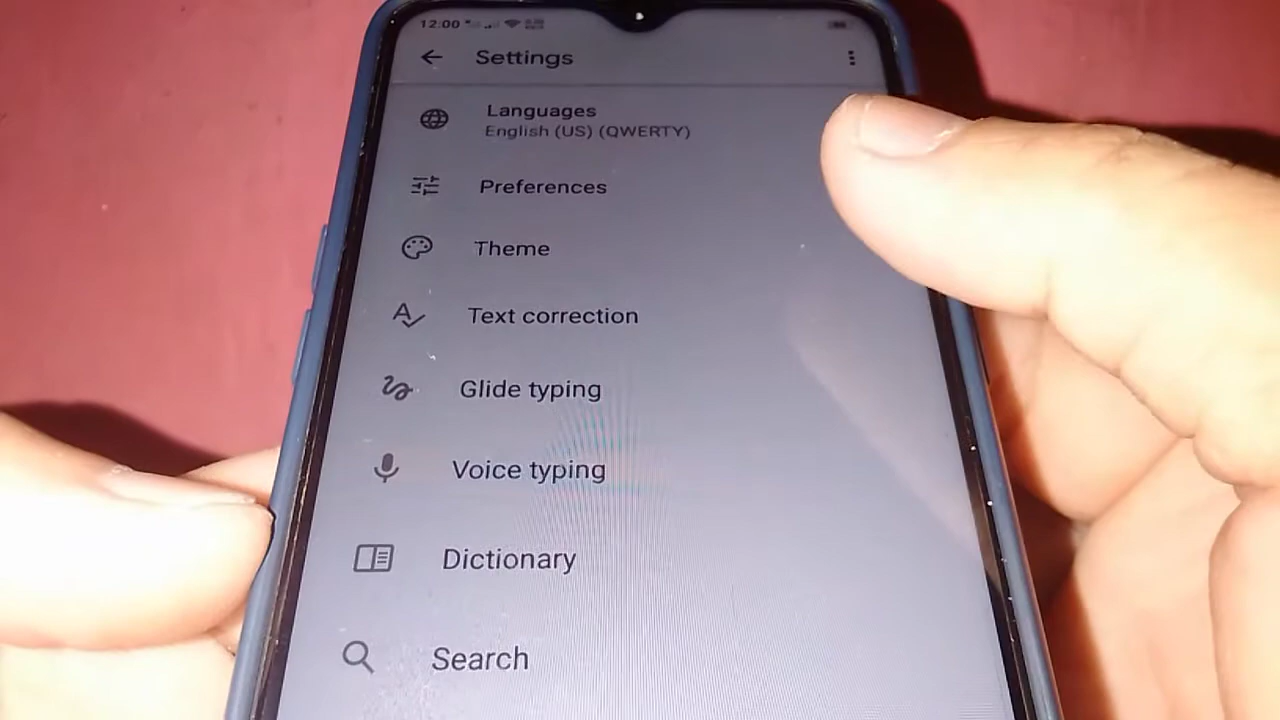 12:00
Settings
Languages
English (US) (QWERTY)
Preferences
Theme
Text correction
Glide typing
Voice typing
Dictionary
Search